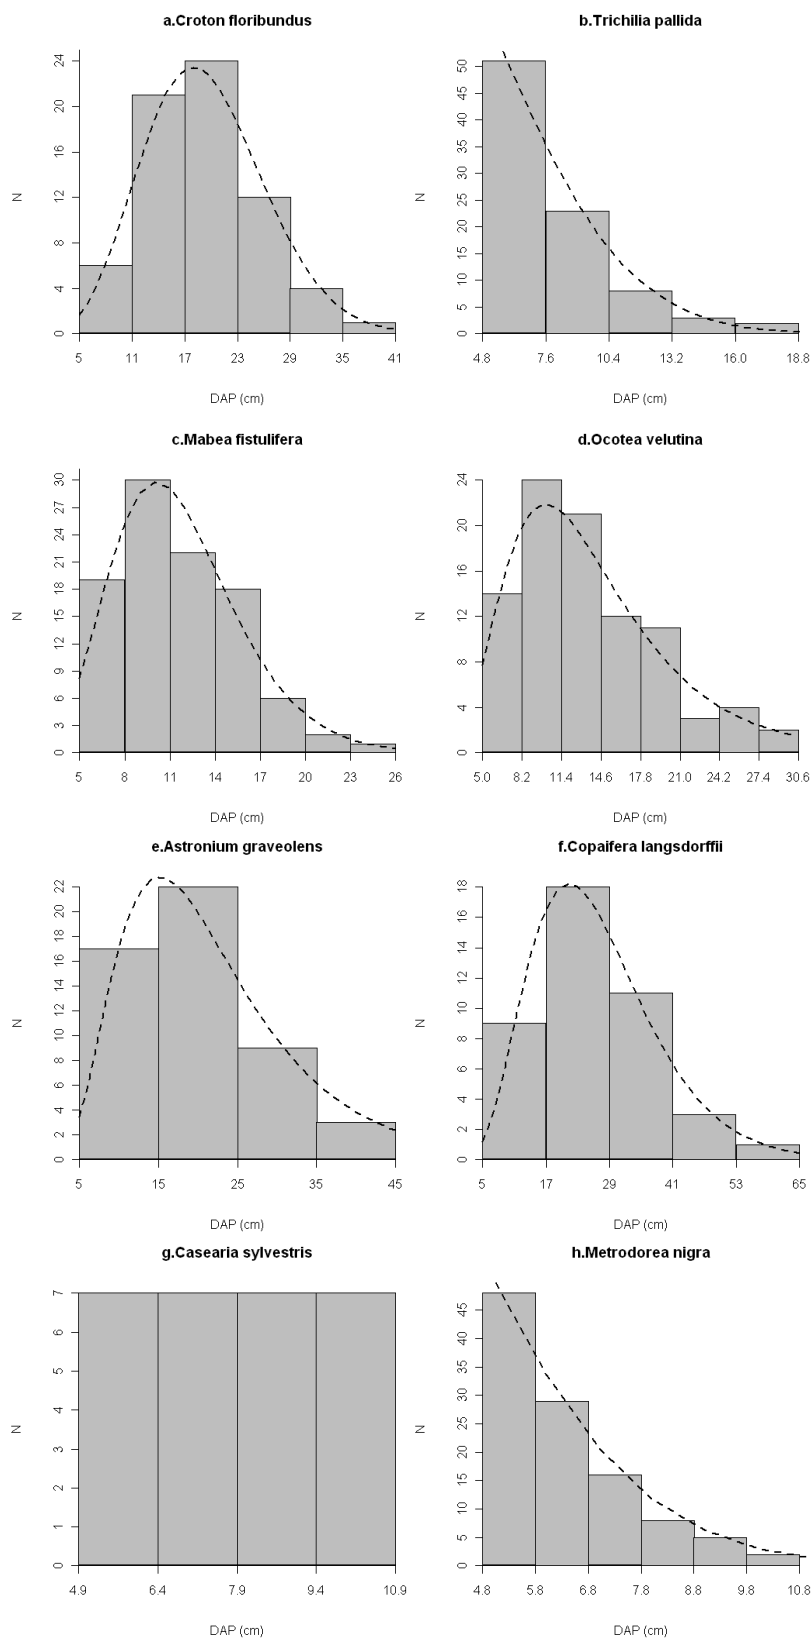 a.Croton floribundus
N
24
20
16
12
8
4
0
5 11 17 23 29 35 41
DAP (cm)
b.Trichilia pallida
N
50
45
40
35
30
25
20
15
10
5
0
4.8 7.6 10.4 13.2 16.0 18.8
DAP (cm)
c.Mabea fistulifera
N
30
27
24
21
18
15
12
9
6
3
0
5 8 11 14 17 20 23 26
DAP (cm)
d.Ocotea velutina
N
24
20
16
12
8
4
0
5.0 8.2 11.4 14.6 17.8 21.0 24.2 27.4 30.6
DAP (cm)
e.Astronium graveolens
N
22
20
18
16
14
12
10
8
6
4
2
0
5 15 25 35 45
DAP (cm)
f.Copaifera langsdorffii
N
18
16
14
12
10
8
6
4
2
0
5 17 29 41 53 65
DAP (cm)
g.Casearia sylvestris
N
7
6
5
4
3
2
1
0
4.9 6.4 7.9 9.4 10.9
DAP (cm)
h.Metrodorea nigra
N
45
40
35
30
25
20
15
10
5
0
4.8 5.8 6.8 7.8 8.8 9.8 10.8
DAP (cm)